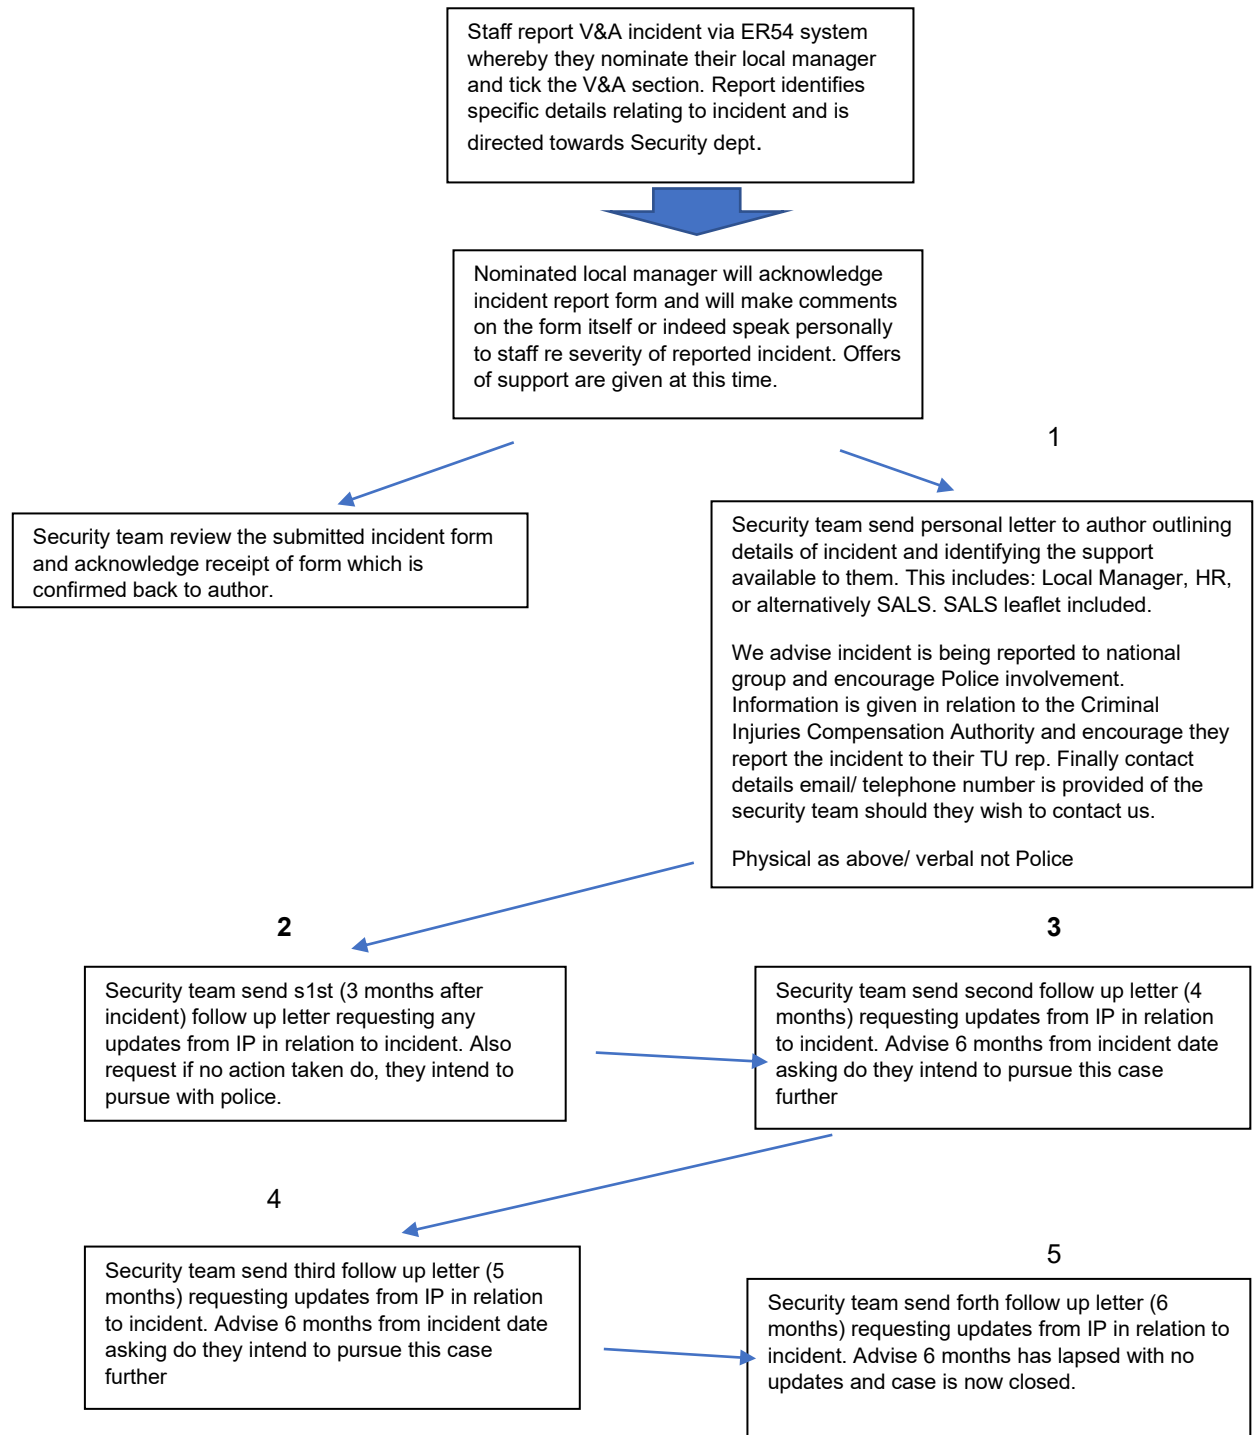 Staff report V&A incident via ER54 system
whereby they nominate their local manager
and tick the V&A section. Report identifies
specific details relating to incident and is
directed towards Security dept.
Nominated local manager will acknowledge
incident report form and will make comments
on the form itself or indeed speak personally
to staff re severity of reported incident. Offers
of support are given at this time.
1
Security team review the submitted incident form
and acknowledge receipt of form which is
confirmed back to author.
Security team send personal letter to author outlining
details of incident and identifying the support
available to them. This includes: Local Manager, HR,
or alternatively SALS. SALS leaflet included.
We advise incident is being reported to national
group and encourage Police involvement.
Information is given in relation to the Criminal
Injuries Compensation Authority and encourage they
report the incident to their TU rep. Finally contact
details email/ telephone number is provided of the
security team should they wish to contact us.
Physical as above/ verbal not Police
2
Security team send s1st (3 months after
incident) follow up letter requesting any
updates from IP in relation to incident. Also
request if no action taken do, they intend to
pursue with police.
3
Security team send second follow up letter (4
months) requesting updates from IP in relation
to incident. Advise 6 months from incident date
asking do they intend to pursue this case
further
4
Security team send third follow up letter (5
months) requesting updates from IP in relation
to incident. Advise 6 months from incident date
asking do they intend to pursue this case
further
5
Security team send forth follow up letter (6
months) requesting updates from IP in relation to
incident. Advise 6 months has lapsed with no
updates and case is now closed.